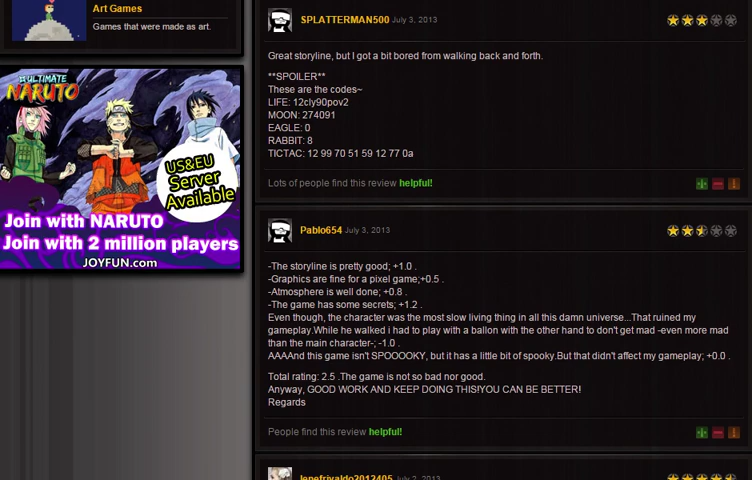 Art Games
Games that were made as art.
ULTIMATE
NARUTO
US&EU
Server
Available
Join with NARUTO
Join with 2 million players
JOYFUN.com
SPLATTERMAN500 July 3, 2013
Great storyline, but I got a bit bored from walking back and forth.
**SPOILER**
These are the codes~
LIFE: 12cly90pov2
MOON: 274091
EAGLE: 0
RABBIT: 8
TICTAC: 12 99 70 51 59 12 77 0a
Lots of people find this review helpful!
Pablo654 July 3, 2013
-The storyline is pretty good; +1.0 .
-Graphics are fine for a pixel game;+0.5 .
-Atmosphere is well done; +0.8 .
-The game has some secrets; +1.2 .
Even though, the character was the most slow living thing in all this damn universe...That ruined my
gameplay.While he walked i had to play with a ballon with the other hand to don't get mad -even more mad
than the main character-; -1.0 .
AAAAnd this game isn't SPOOOOKY, but it has a little bit of spooky.But that didn't affect my gameplay; +0.0 .
Total rating: 2.5 .The game is not so bad nor good.
Anyway, GOOD WORK AND KEEP DOING THIS!YOU CAN BE BETTER!
Regards
People find this review helpful!
lenefrivaldo2012405 July 2, 2013